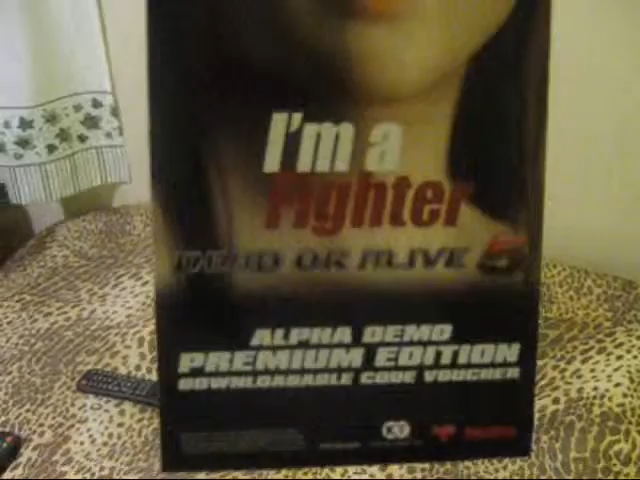 I'm a
Fighter
DEAD OR ALIVE 5
ALPHA DEMO
PREMIUM EDITION
DOWNLOADABLE CODE VOUCHER